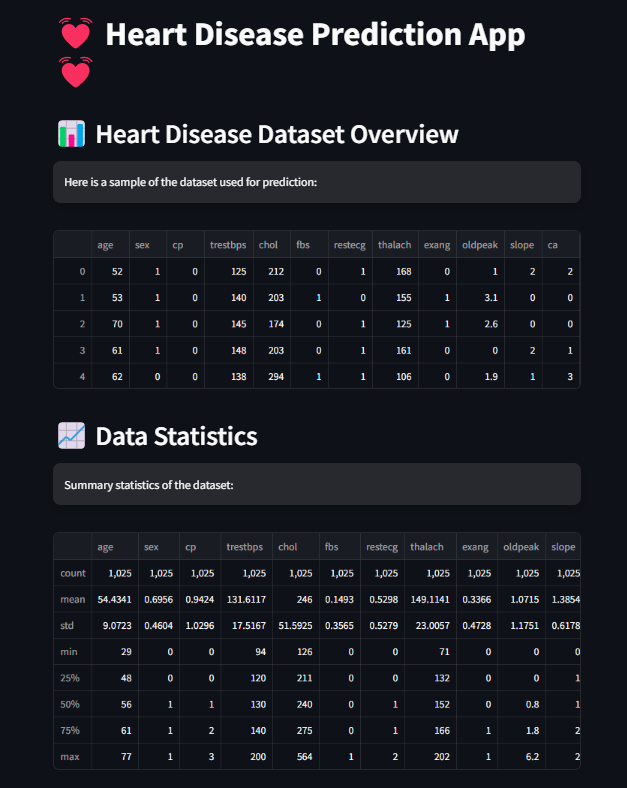 💓 Heart Disease Prediction App
💓
📊 Heart Disease Dataset Overview
Here is a sample of the dataset used for prediction:
age sex cp trestbps chol fbs restecg thalach exang oldpeak slope ca
0 52 1 0 125 212 0 1 168 0 1 2 2
1 53 1 0 140 203 1 0 155 1 3.1 0 0
2 70 1 0 145 174 0 1 125 1 2.6 0 0
3 61 1 0 148 203 0 1 161 0 0 2 1
4 62 0 0 138 294 1 1 106 0 1.9 1 3
📈 Data Statistics
Summary statistics of the dataset:
age sex cp trestbps chol fbs restecg thalach exang oldpeak slope
count 1,025 1,025 1,025 1,025 1,025 1,025 1,025 1,025 1,025 1,025 1,025
mean 54.4341 0.6956 0.9424 131.6117 246 0.1493 0.5298 149.1141 0.3366 1.0715 1.3854
std 9.0723 0.4604 1.0296 17.5167 51.5925 0.3565 0.5279 23.0057 0.4728 1.1751 0.6178
min 29 0 0 94 126 0 0 71 0 0 0
25% 48 0 0 120 211 0 0 132 0 0 1
50% 56 1 1 130 240 0 1 152 0 0.8 1
75% 61 1 2 140 275 0 1 166 1 1.8 2
max 77 1 3 200 564 1 2 202 1 6.2 2